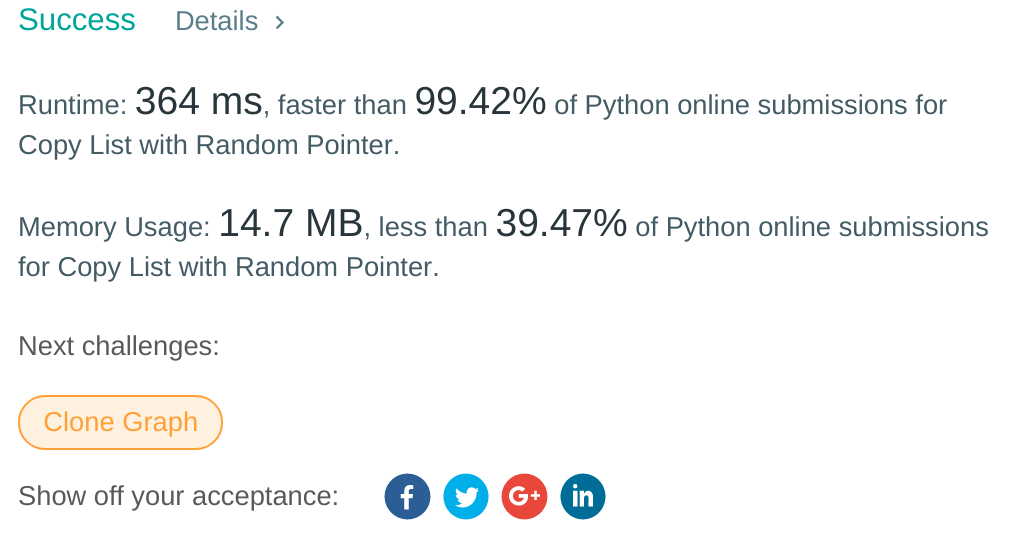 Success Details >
Runtime: 364 ms, faster than 99.42% of Python online submissions for
Copy List with Random Pointer.
Memory Usage: 14.7 MB, less than 39.47% of Python online submissions
for Copy List with Random Pointer.
Next challenges:
Clone Graph
Show off your acceptance: f G+ in